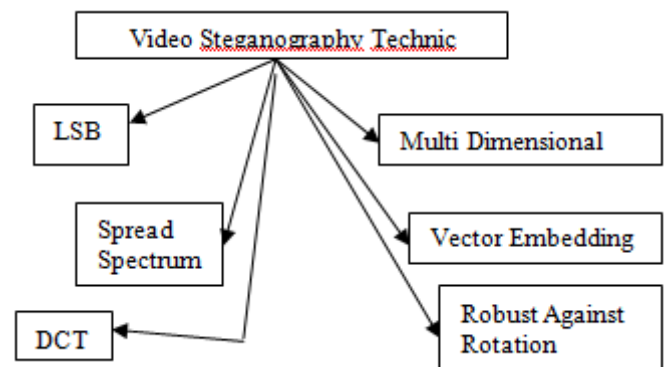 Video Steganography Technic
LSB
Multi Dimensional
Spread
Spectrum
Vector Embedding
DCT
Robust Against
Rotation